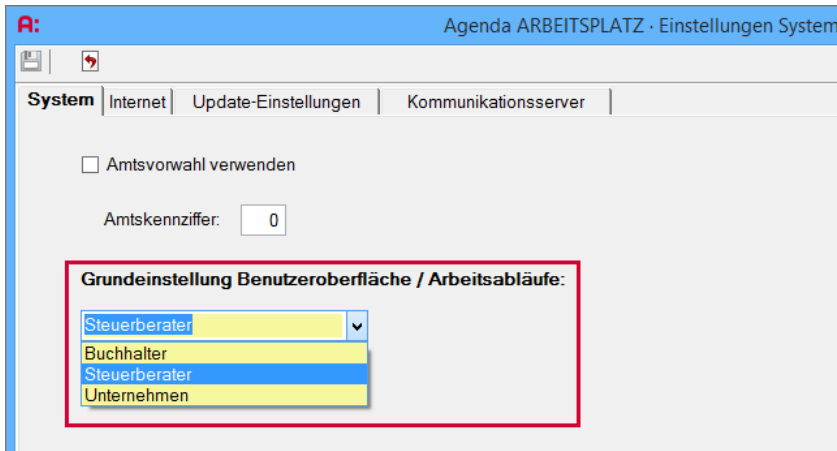 A:
Agenda ARBEITSPLATZ · Einstellungen System
System Internet Update-Einstellungen Kommunikationsserver
Amtsvorwahl verwenden
Amtskennziffer: 0
Grundeinstellung Benutzeroberfläche / Arbeitsabläufe:
Steuerberater
Buchhalter
Steuerberater
Unternehmen